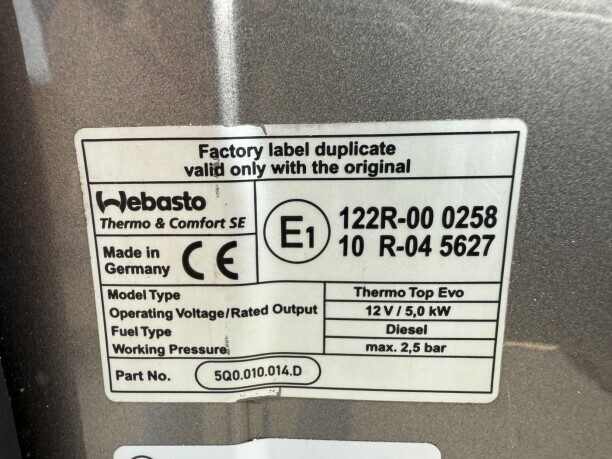 Factory label duplicate
valid only with the original
Webasto
Thermo & Comfort SE
Made in
Germany
CE
E1
122R-00 0258
10 R-04 5627
Model Type Thermo Top Evo
Operating Voltage/Rated Output 12 V / 5,0 kW
Fuel Type Diesel
Working Pressure max. 2,5 bar
Part No. 5Q0.010.014.D